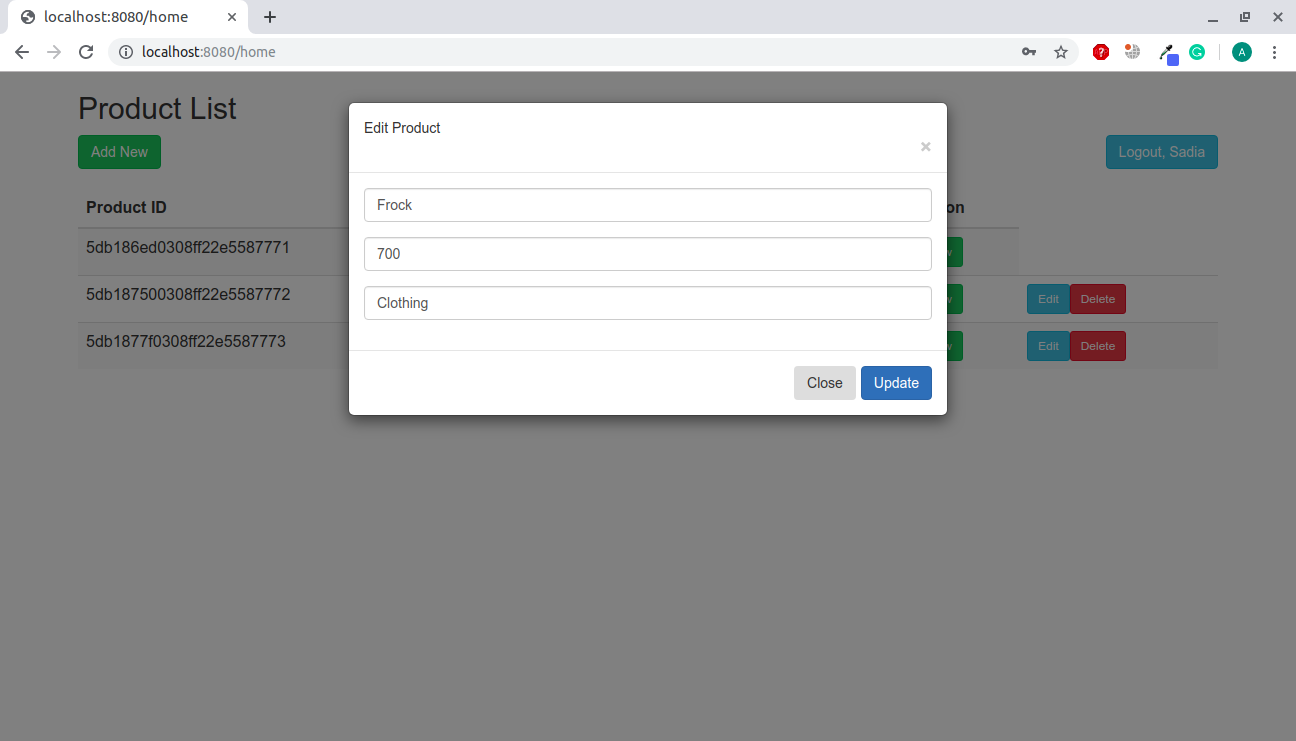 localhost:8080/home
localhost:8080/home
A
Product List
Add New
Logout, Sadia
Edit Product
×
Frock
700
Clothing
Close
Update
Product ID
on
5db186ed0308ff22e5587771
5db187500308ff22e5587772
Edit
Delete
5db1877f0308ff22e5587773
Edit
Delete